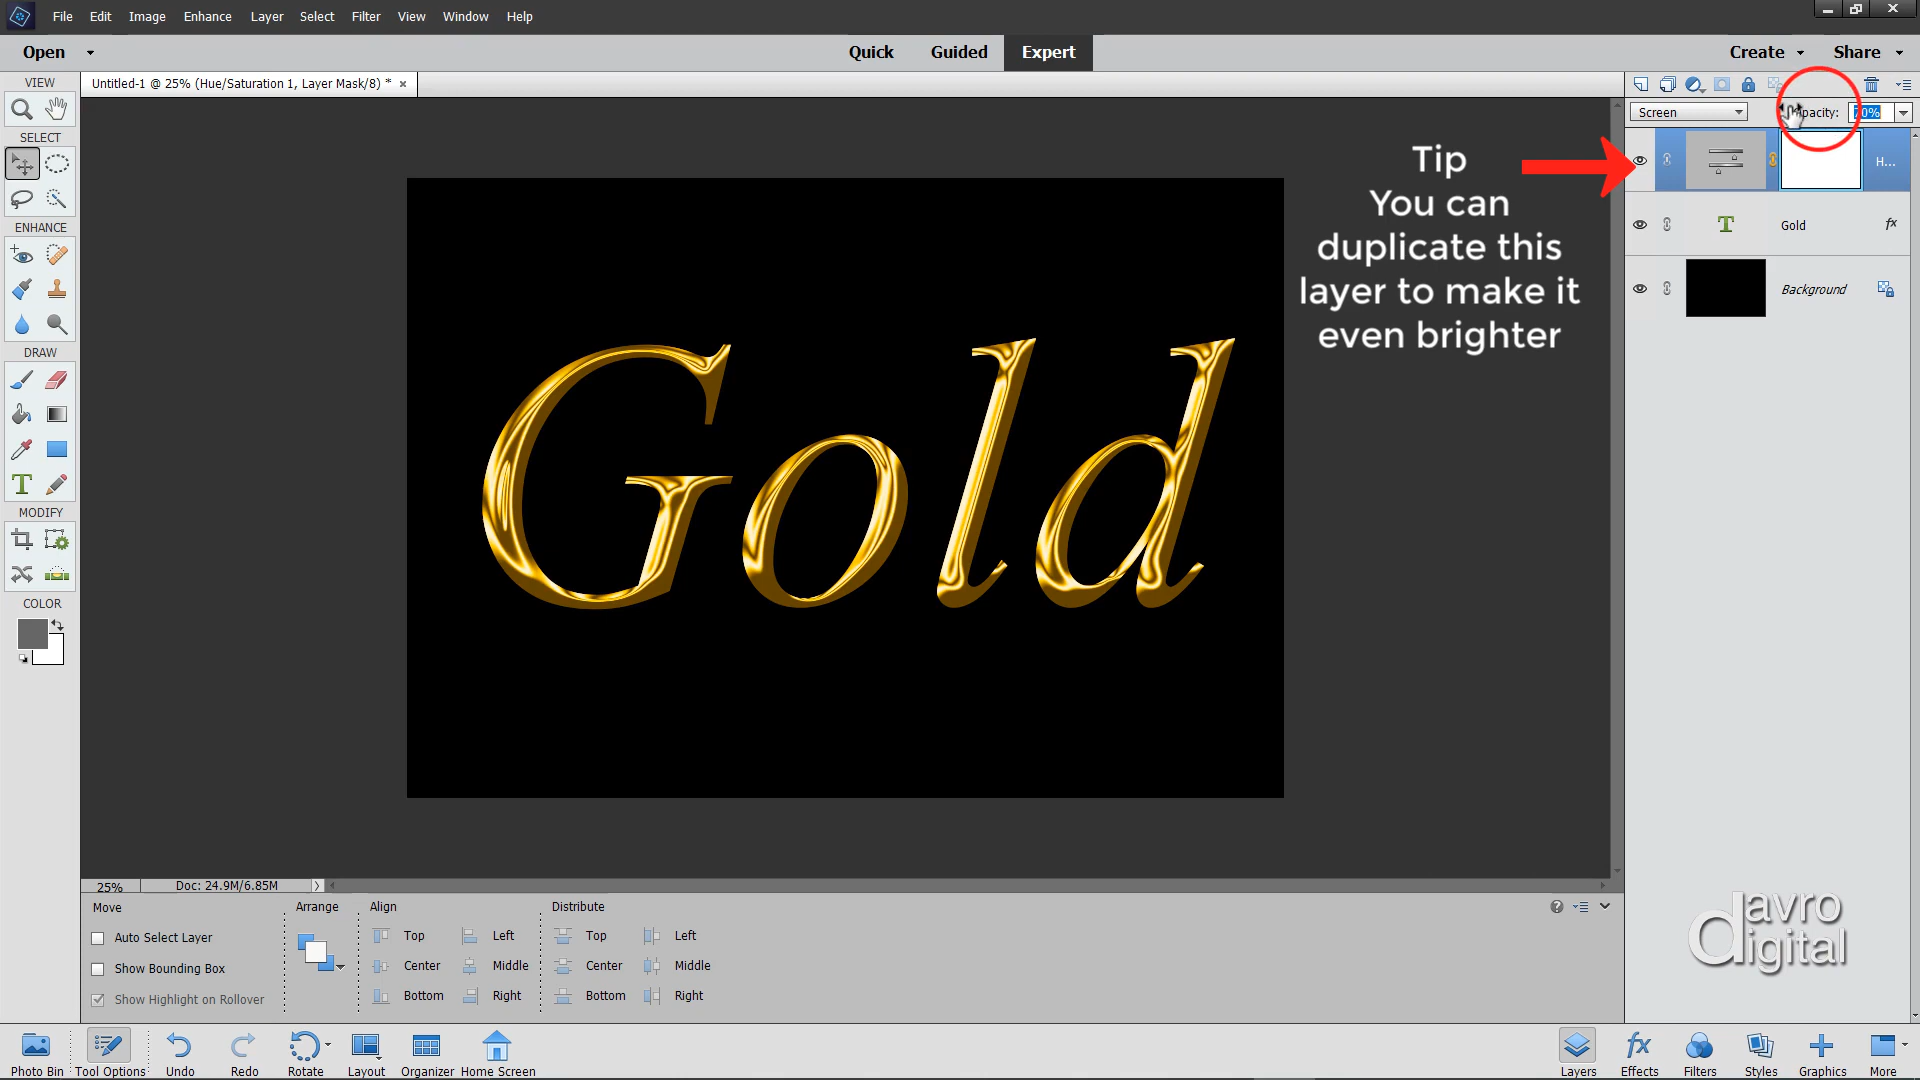 File Edit Image Enhance Layer Select Filter View Window Help
Open Quick Guided Expert Create Share
VIEW
Untitled-1 @ 25% (Hue/Saturation 1, Layer Mask/8) * ×
Screen
SELECT
Tip
You can
duplicate this
layer to make it
even brighter
H...
T Gold fx
Background
ENHANCE
DRAW
T
MODIFY
COLOR
Gold
25% Doc: 24.9M/6.85M
Move Arrange Align Distribute
Auto Select Layer Top Left Top Left
Show Bounding Box Center Middle Center Middle
Show Highlight on Rollover Bottom Right Bottom Right
davro
digital
Photo Bin Tool Options Undo Redo Rotate Layout Organizer Home Screen Layers Effects Filters Styles Graphics More